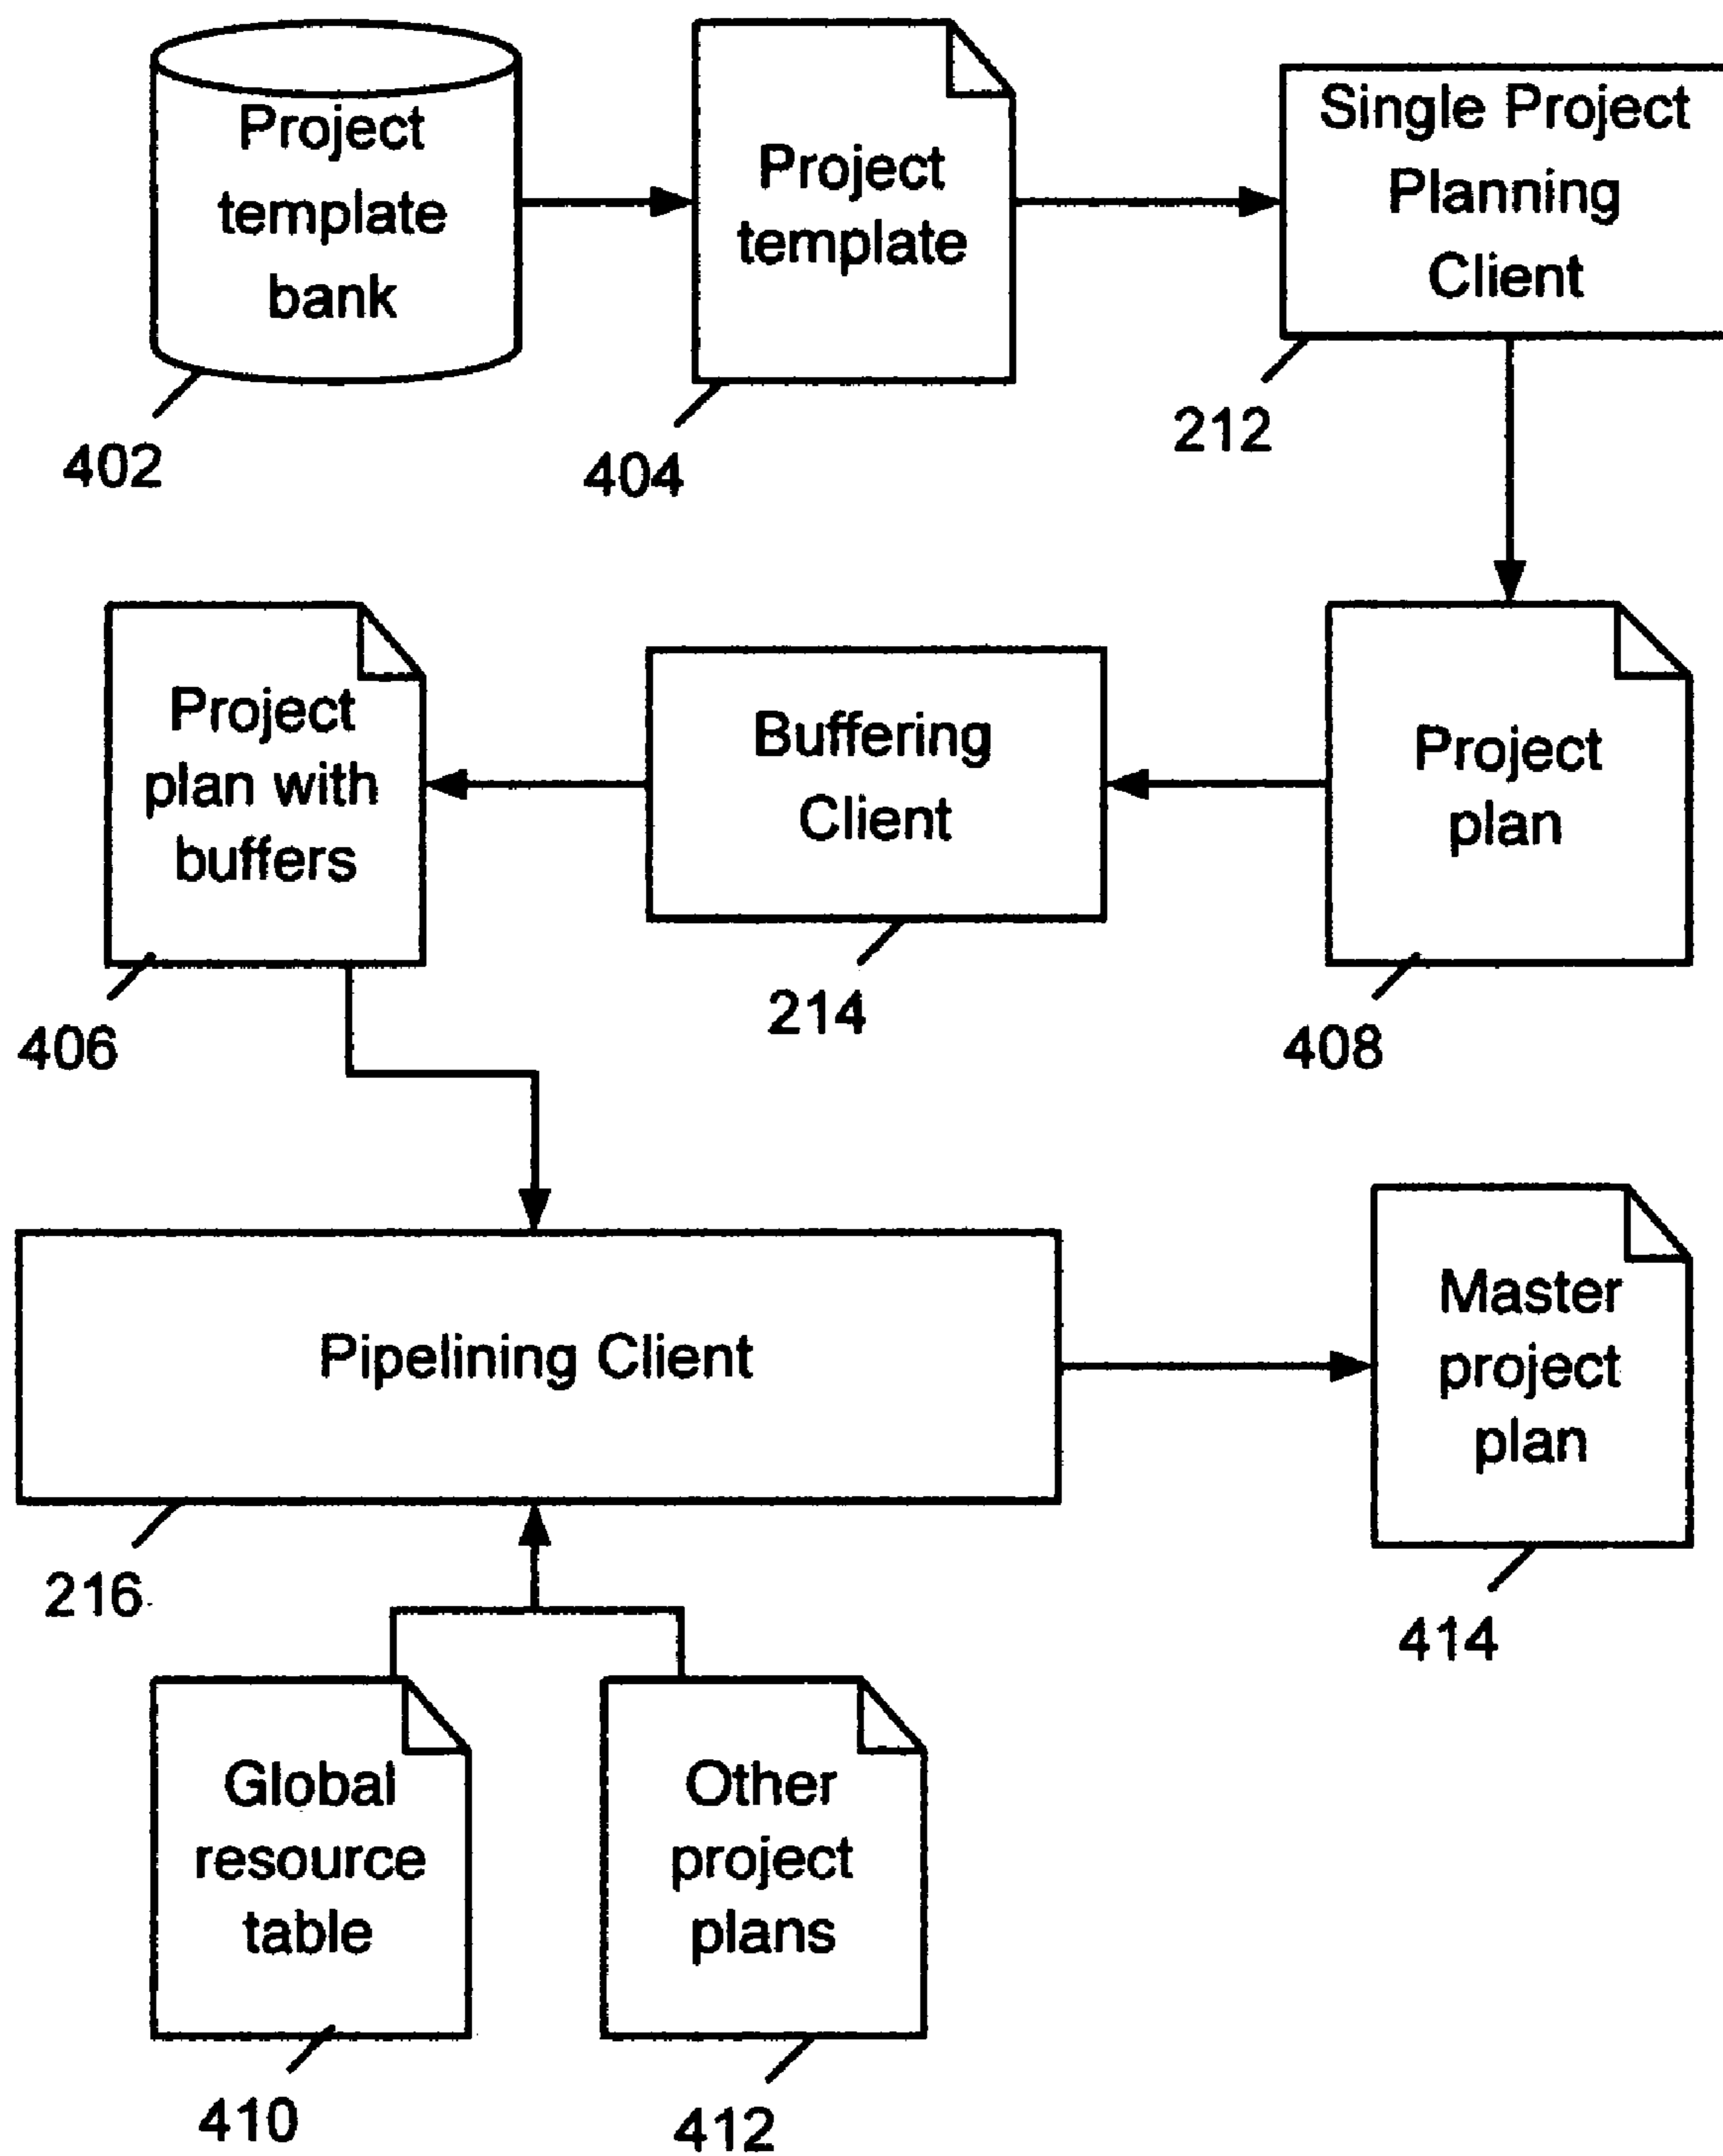 Project
template
bank
402
Project
template
404
Single Project
Planning
Client
212
Project
plan with
buffers
406
Buffering
Client
214
Project
plan
408
Pipelining Client
216
Master
project
plan
414
Global
resource
table
410
Other
project
plans
412